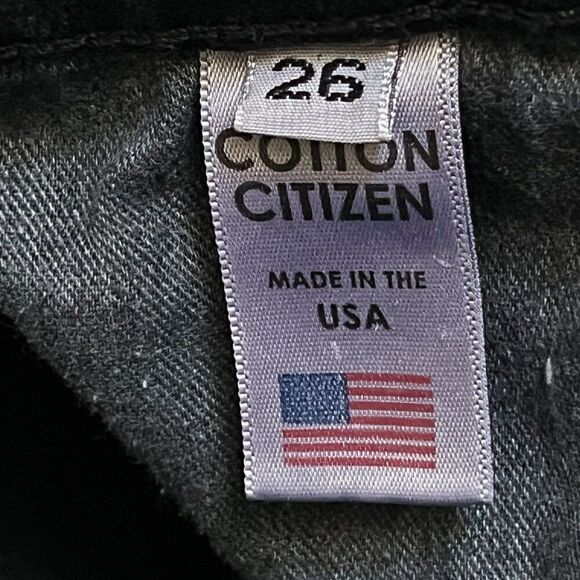 26
COTTON
CITIZEN
MADE IN THE
USA